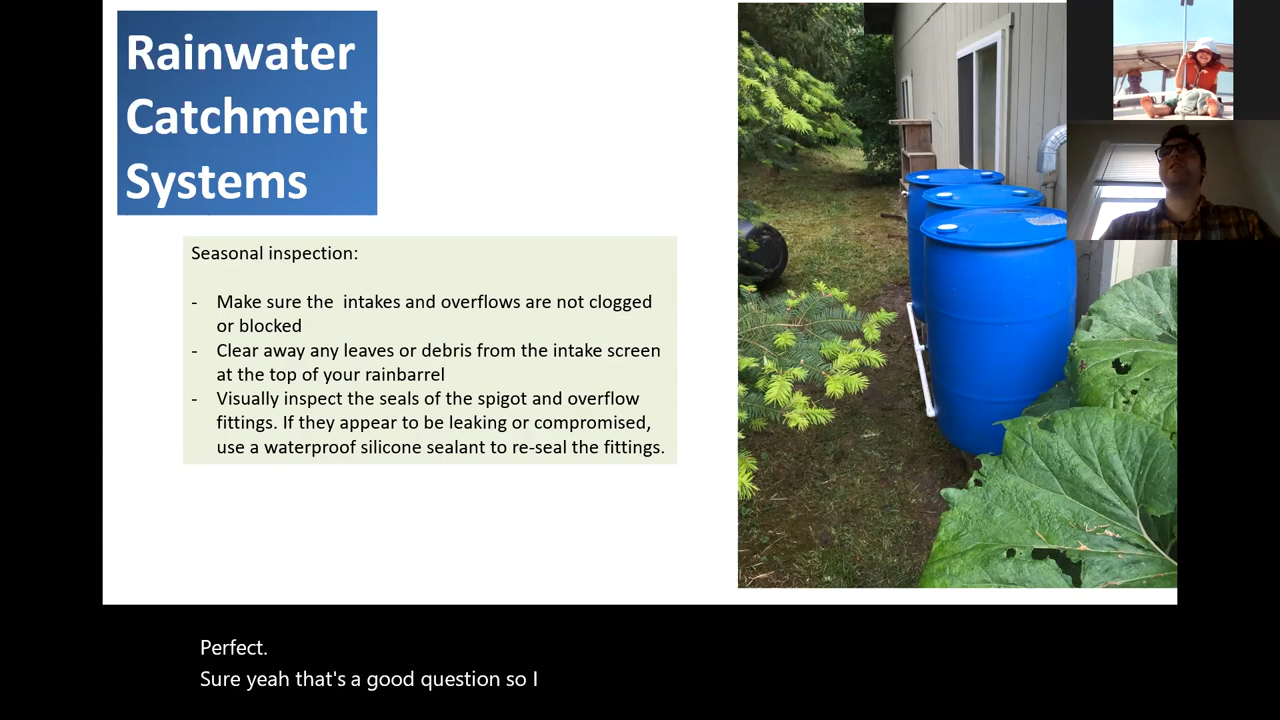 Rainwater
Catchment
Systems
Seasonal inspection:
- Make sure the  intakes and overflows are not clogged
or blocked
- Clear away any leaves or debris from the intake screen
at the top of your rainbarrel
- Visually inspect the seals of the spigot and overflow
fittings. If they appear to be leaking or compromised,
use a waterproof silicone sealant to re-seal the fittings.
Perfect.
Sure yeah that's a good question so I